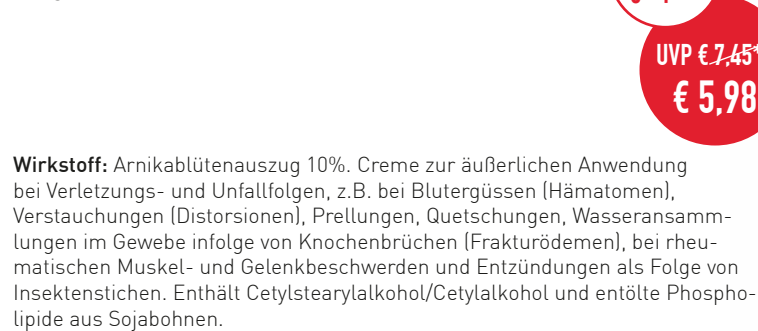 UVP € 7,45*
€ 5,98
Wirkstoff: Arnikablütenauszug 10%. Creme zur äußerlichen Anwendung
bei Verletzungs- und Unfallfolgen, z.B. bei Blutergüssen (Hämatomen),
Verstauchungen (Distorsionen), Prellungen, Quetschungen, Wasseransamm-
lungen im Gewebe infolge von Knochenbrüchen (Frakturödemen), bei rheu-
matischen Muskel- und Gelenkbeschwerden und Entzündungen als Folge von
Insektenstichen. Enthält Cetylstearylalkohol/Cetylalkohol und entölte Phospho-
lipide aus Sojabohnen.